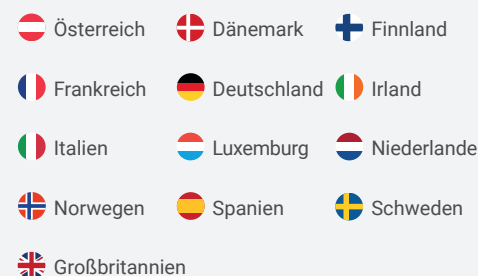 Österreich Dänemark Finnland
Frankreich Deutschland Irland
Italien Luxemburg Niederlande
Norwegen Spanien Schweden
Großbritannien